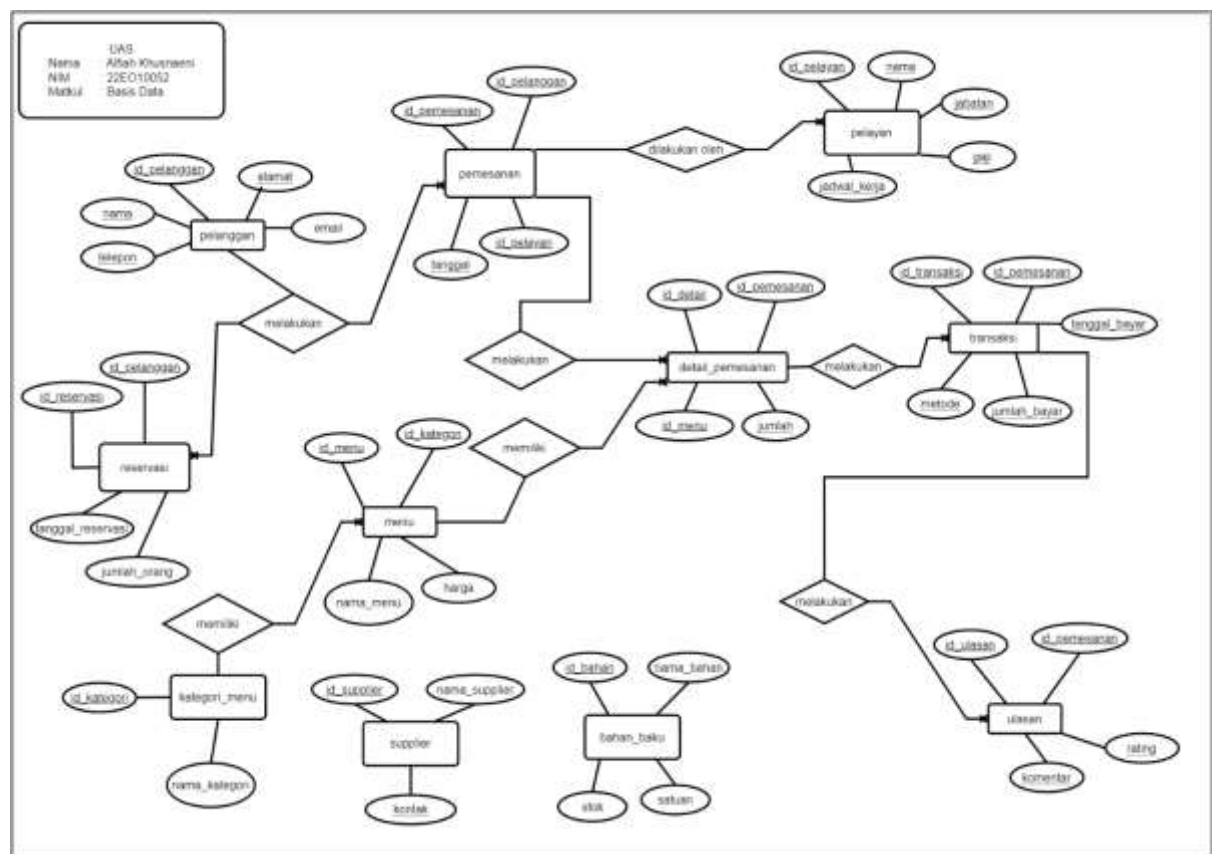 UAS
Nama : Alfiah Khusnaeni
NIM : 22EO10052
Matkul : Basis Data
id_pelanggan
id_pemesanan
pemesanan
tanggal
id_pelayan
dilakukan oleh
id_pelayan
nama
jabatan
pelayan
gaji
jadwal_kerja
id_pelanggan
alamat
nama
email
pelanggan
telepon
melakukan
id_pelanggan
id_reservasi
reservasi
tanggal_reservasi
jumlah_orang
melakukan
id_detail
id_pemesanan
detail_pemesanan
id_menu
jumlah
melakukan
id_transaksi
id_pemesanan
tanggal_bayar
transaksi
metode
jumlah_bayar
memiliki
id_menu
id_kategori
menu
nama_menu
harga
memiliki
id_kategori
kategori_menu
nama_kategori
id_supplier
nama_supplier
supplier
kontak
id_bahan
nama_bahan
bahan_baku
stok
satuan
melakukan
id_ulasan
id_pemesanan
ulasan
rating
komentar